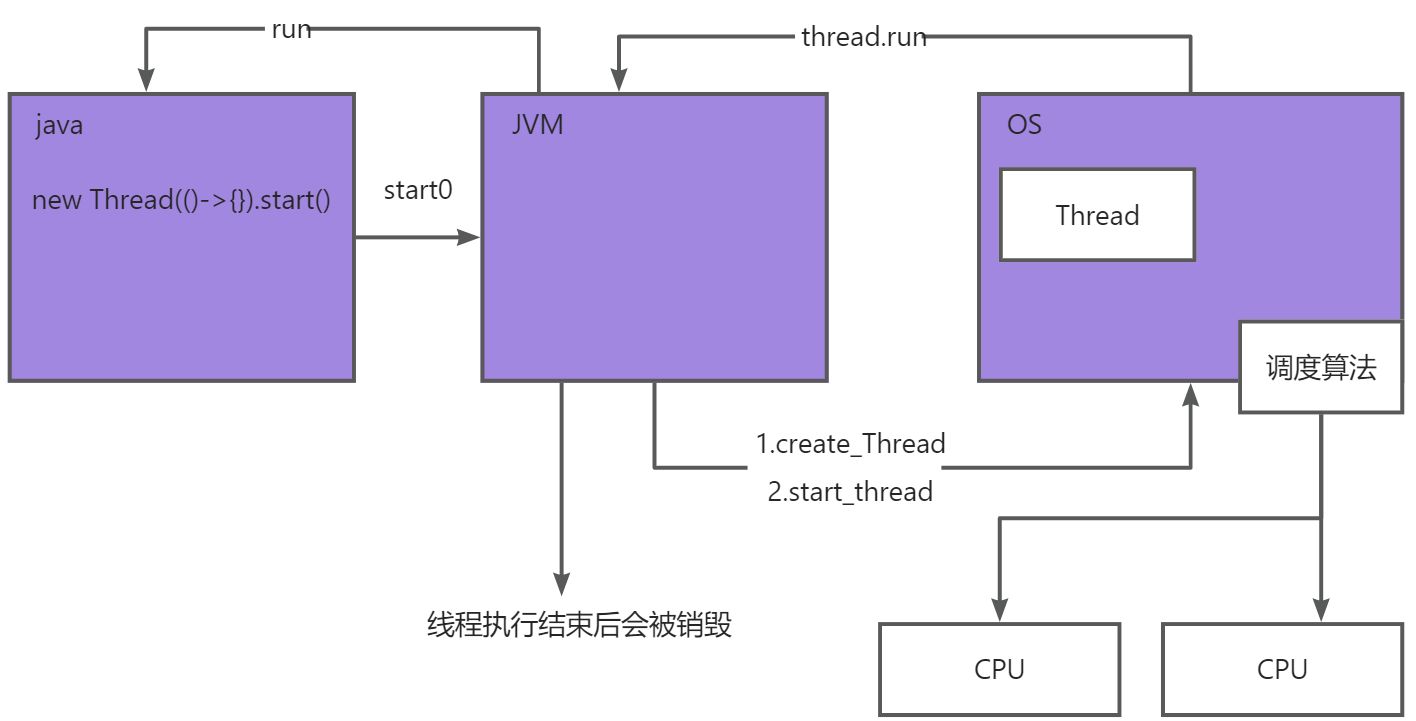 run
thread.run
java
JVM
OS
new Thread(()->{}).start()
start0
Thread
调度算法
1.create_Thread
2.start_thread
线程执行结束后会被销毁
CPU
CPU